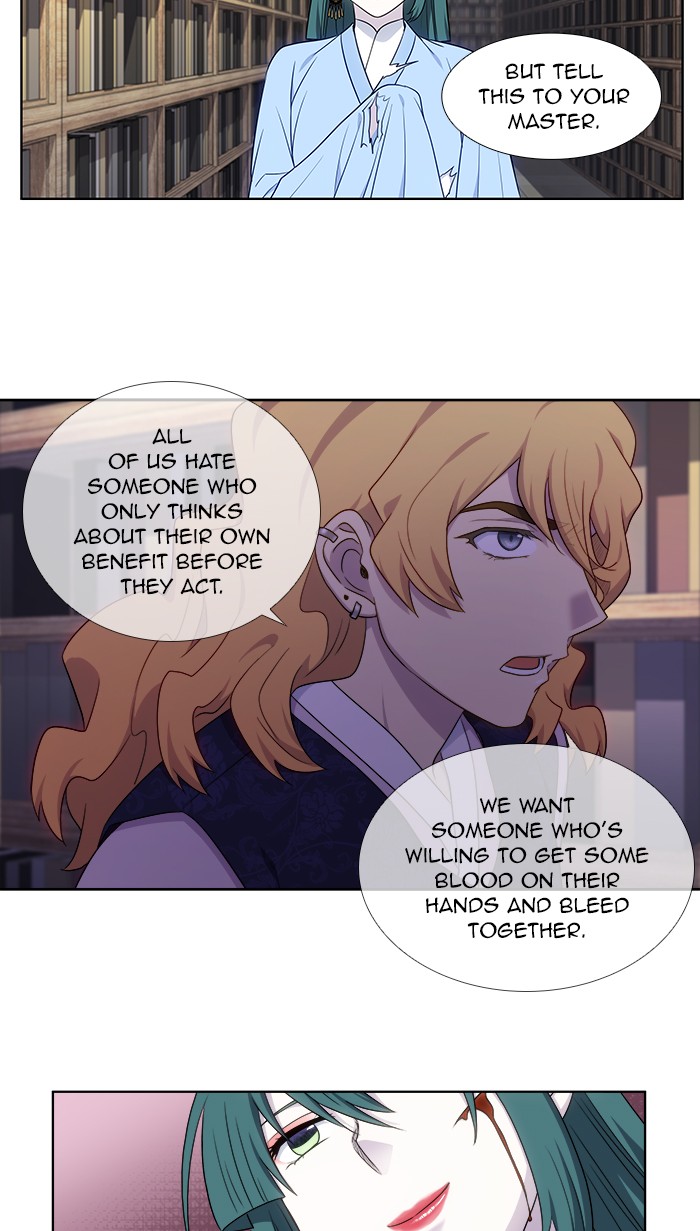 BUT TELL
THIS TO YOUR
MASTER.
ALL
OF US HATE
SOMEONE WHO
ONLY THINKS
ABOUT THEIR OWN
BENEFIT BEFORE
THEY ACT.
WE WANT
SOMEONE WHO'S
WILLING TO GET SOME
BLOOD ON THEIR
HANDS AND BLEED
TOGETHER.